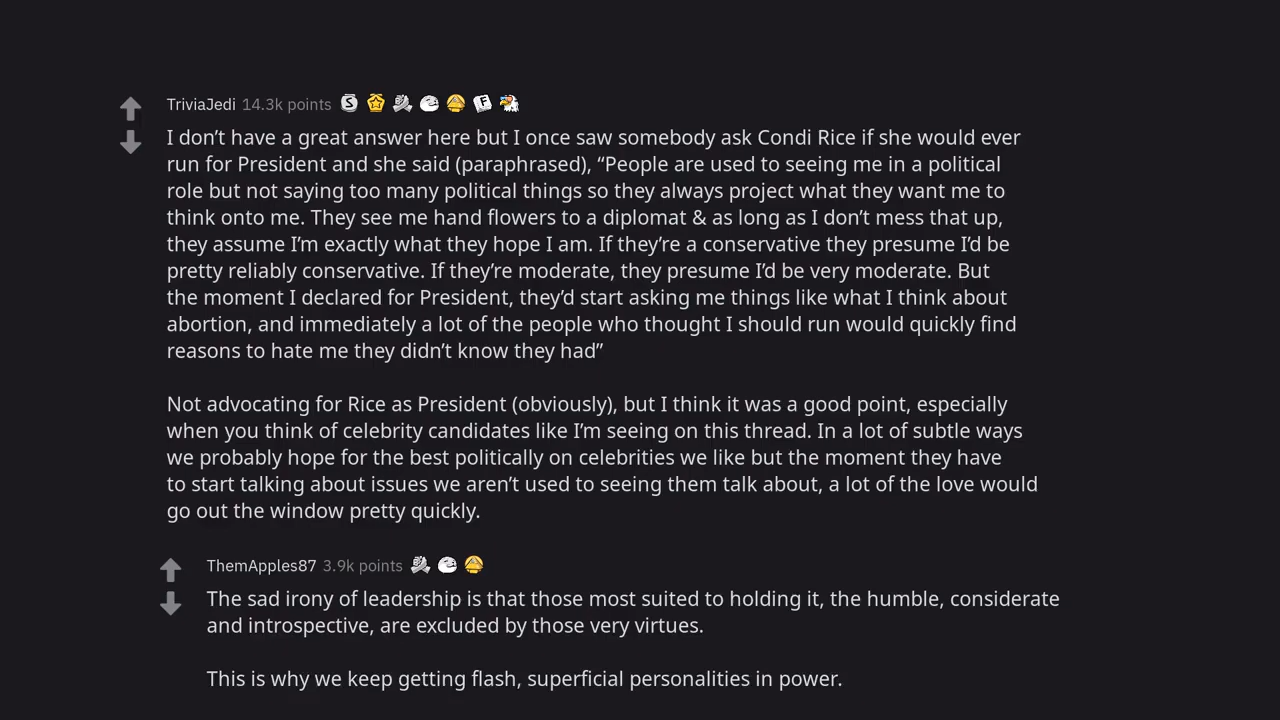 TriviaJedi 14.3k points
I don’t have a great answer here but I once saw somebody ask Condi Rice if she would ever
run for President and she said (paraphrased), “People are used to seeing me in a political
role but not saying too many political things so they always project what they want me to
think onto me. They see me hand flowers to a diplomat & as long as I don’t mess that up,
they assume I’m exactly what they hope I am. If they’re a conservative they presume I’d be
pretty reliably conservative. If they’re moderate, they presume I’d be very moderate. But
the moment I declared for President, they’d start asking me things like what I think about
abortion, and immediately a lot of the people who thought I should run would quickly find
reasons to hate me they didn’t know they had”
Not advocating for Rice as President (obviously), but I think it was a good point, especially
when you think of celebrity candidates like I’m seeing on this thread. In a lot of subtle ways
we probably hope for the best politically on celebrities we like but the moment they have
to start talking about issues we aren’t used to seeing them talk about, a lot of the love would
go out the window pretty quickly.
ThemApples87 3.9k points
The sad irony of leadership is that those most suited to holding it, the humble, considerate
and introspective, are excluded by those very virtues.
This is why we keep getting flash, superficial personalities in power.